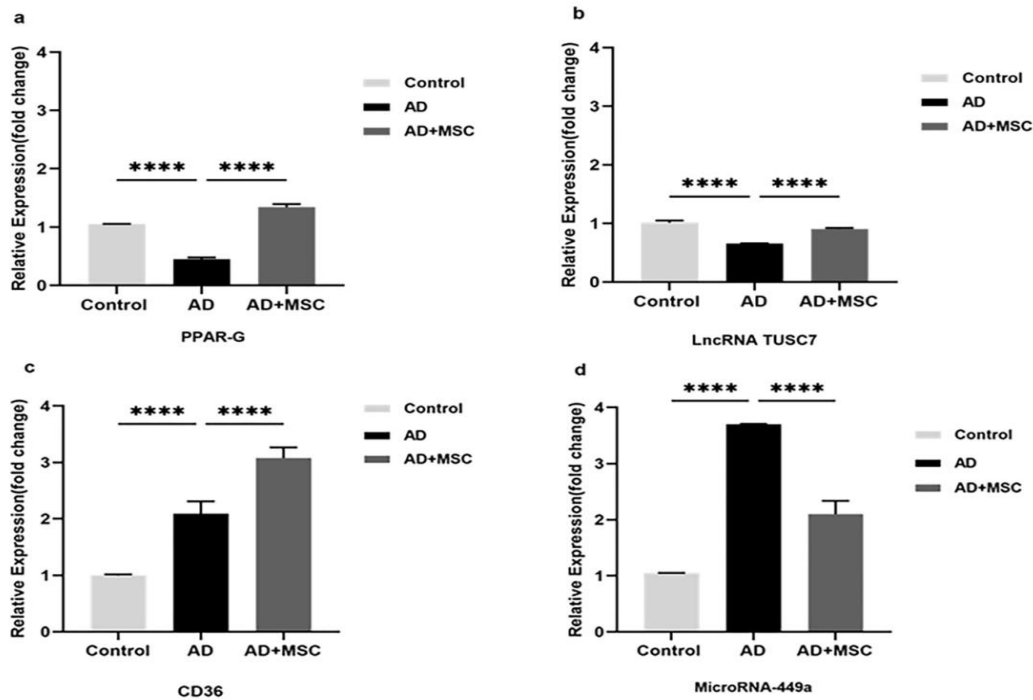 a
Relative Expression(fold change)
4
3
2
1
0
**** ****
Control AD AD+MSC
PPAR-G
Control
AD
AD+MSC
b
Relative Expression(fold change)
4
3
2
1
0
**** ****
Control AD AD+MSC
LncRNA TUSC7
Control
AD
AD+MSC
c
Relative Expression(fold change)
4
3
2
1
0
**** ****
Control AD AD+MSC
CD36
Control
AD
AD+MSC
d
Relative Expression(fold change)
4
3
2
1
0
**** ****
Control AD AD+MSC
MicroRNA-449a
Control
AD
AD+MSC